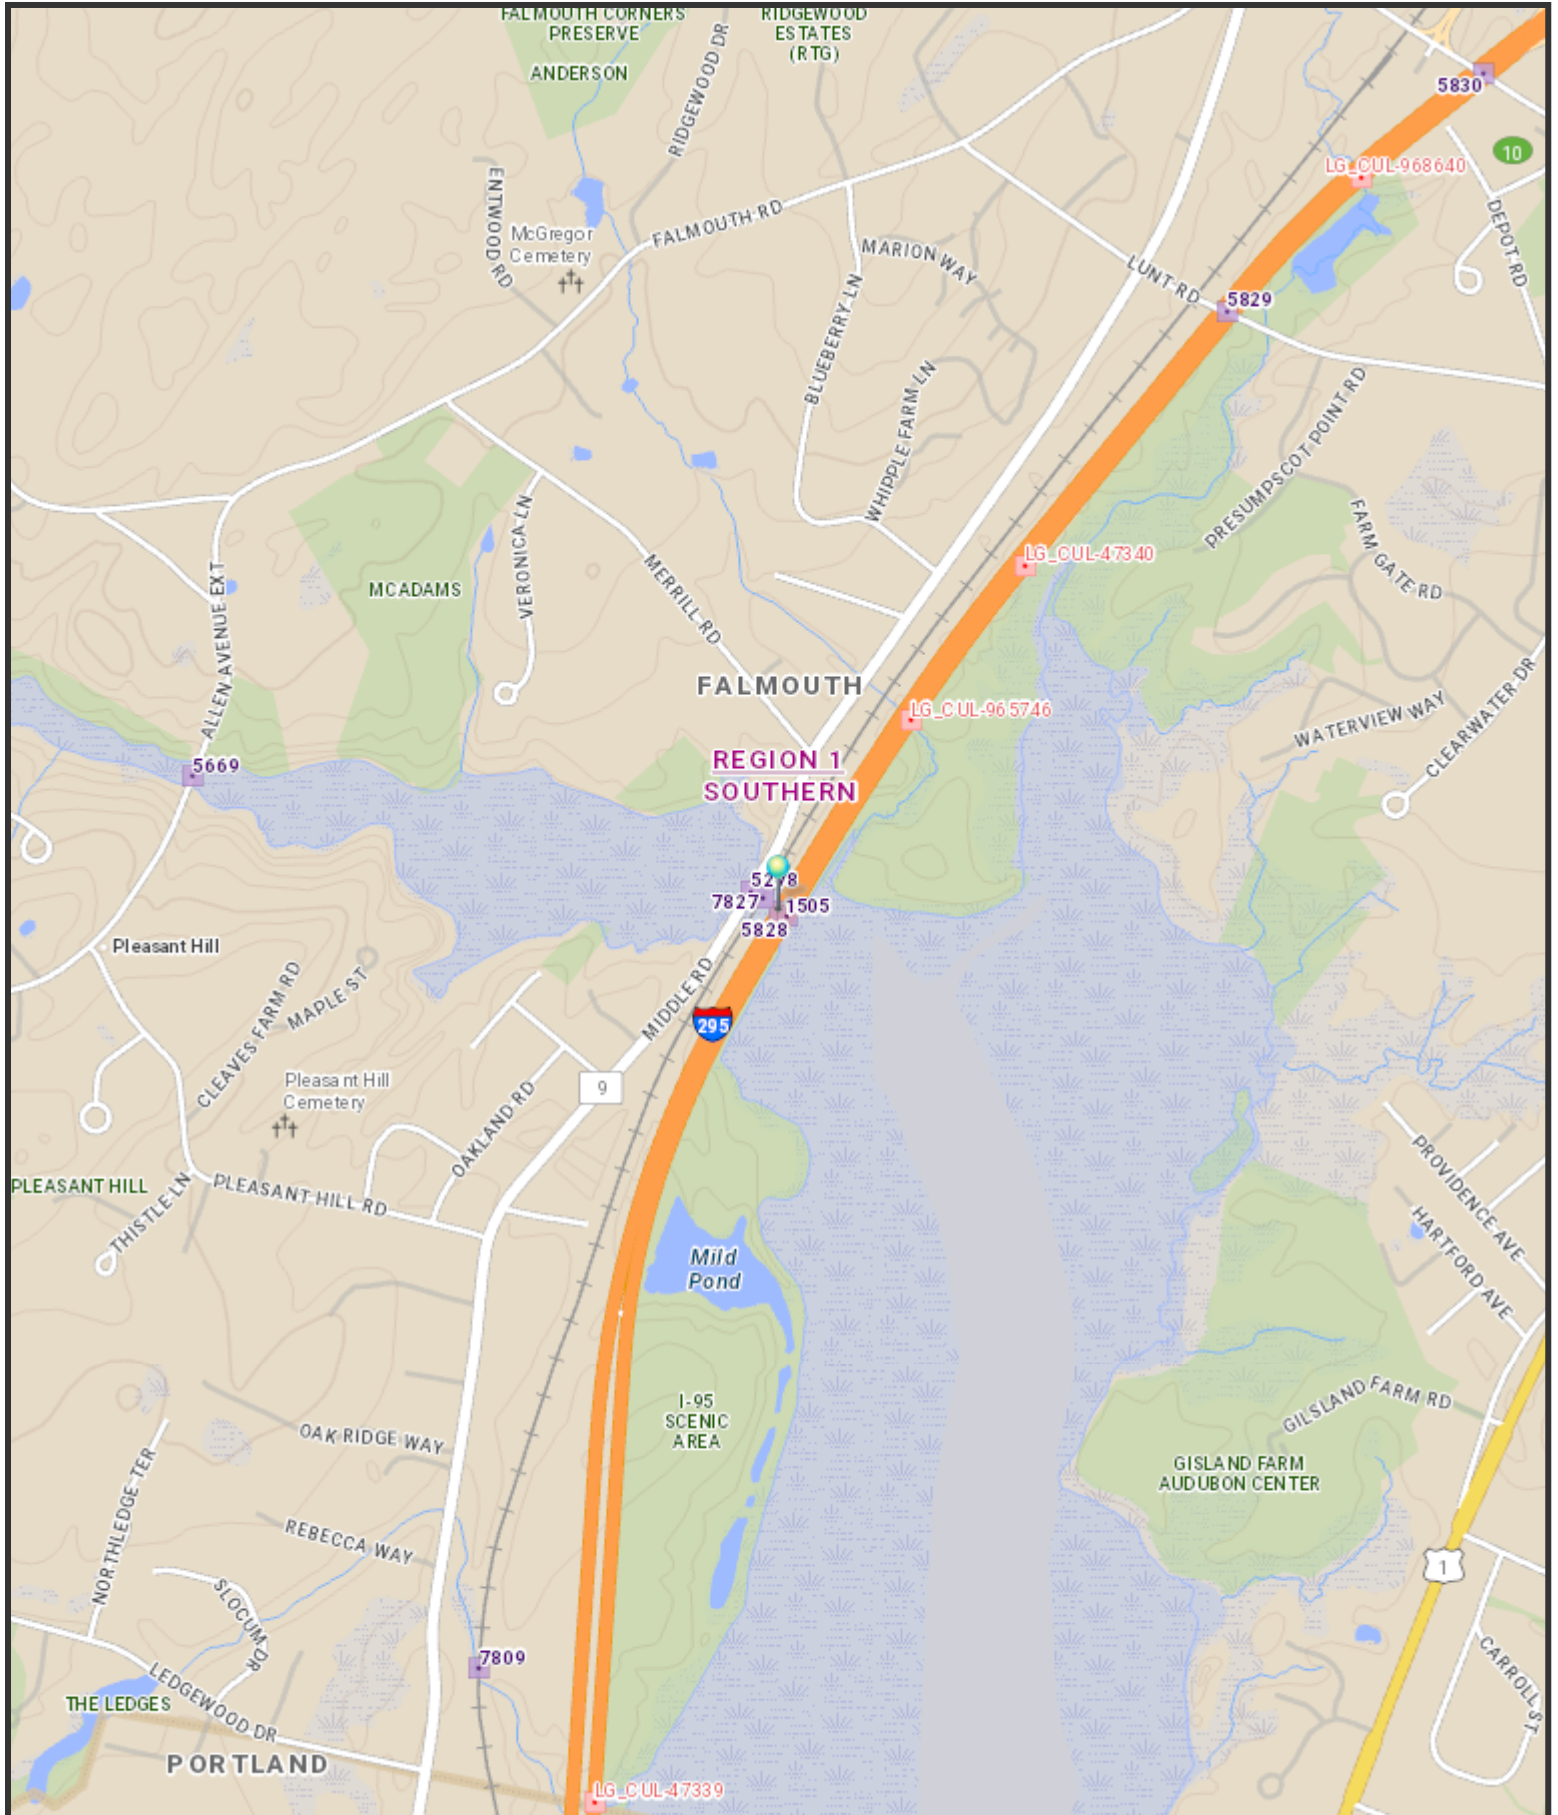 FALMOUTH CORNERS
PRESERVE
RIDGEWOOD
ESTATES
(RTG)
ANDERSON
RIDGEWOOD DR
5830
10
LG_CUL-968640
ENTWOOD RD
McGregor
Cemetery
FALMOUTH RD
MARION WAY
LUNT RD
DEPOT RD
5829
BLUEBERRY LN
WHIPPLE FARM LN
PRESUMPSCOT POINT RD
FARM GATE RD
VERONICA LN
MERRILL RD
LG_CUL-47340
MCADAMS
ALLEN AVENUE EXT
FALMOUTH
LG_CUL-965746
WATERVIEW WAY
CLEARWATER DR
REGION 1
SOUTHERN
5669
5278
7827
1505
5828
Pleasant Hill
CLEAVES FARM RD
MAPLE ST
MIDDLE RD
295
Pleasant Hill
Cemetery
9
OAKLAND RD
PLEASANT HILL
THISTLE LN
PLEASANT HILL RD
PROVIDENCE AVE
HARTFORD AVE
Mild
Pond
I-95
SCENIC
AREA
GILSLAND FARM RD
OAK RIDGE WAY
GISLAND FARM
AUDUBON CENTER
NORTHLEDGE TER
REBECCA WAY
1
SLOCUM DR
7809
CARROLL ST
THE LEDGES
LEDGEWOOD DR
PORTLAND
LG_CUL-47339